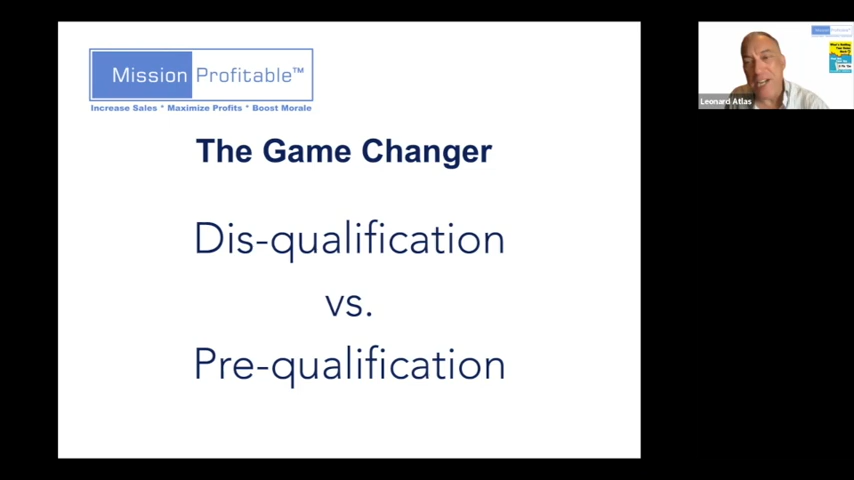 Mission Profitable™
Increase Sales * Maximize Profits * Boost Morale
The Game Changer
Dis-qualification
vs.
Pre-qualification
Leonard Atlas